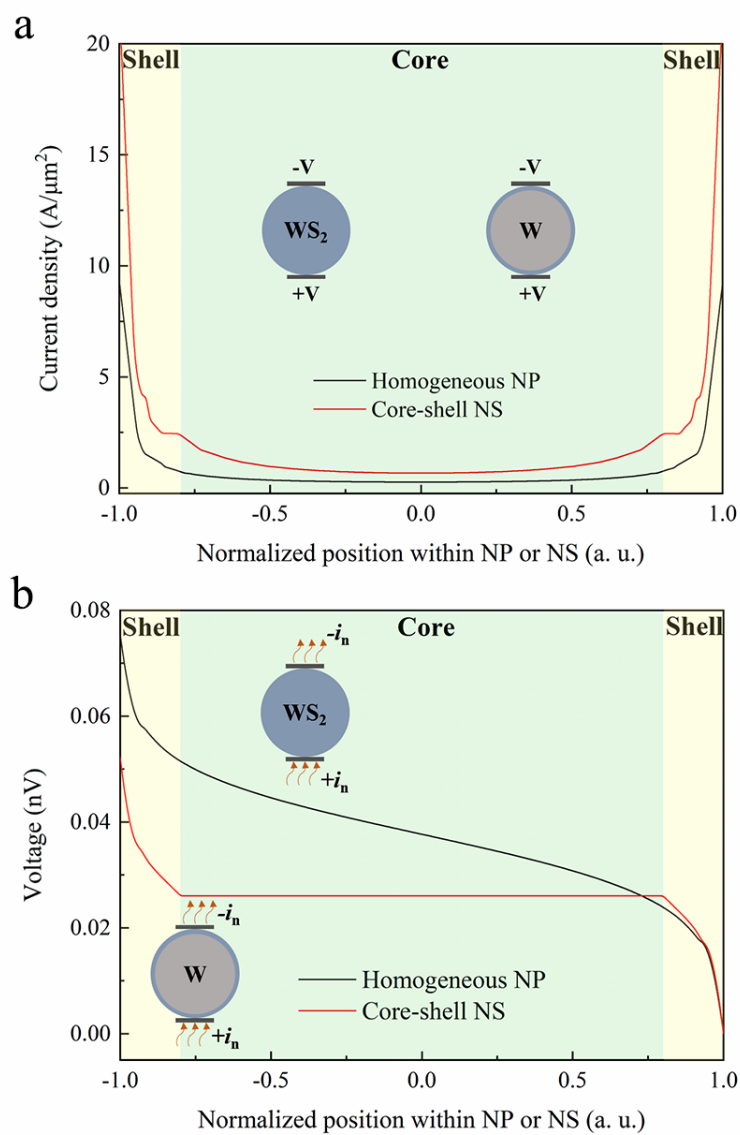 a
20
15
10
5
0
Current density (A/μm²)
Shell
Core
Shell
-V
-V
WS₂
W
+V
+V
Homogeneous NP
Core-shell NS
-1.0
-0.5
0.0
0.5
1.0
Normalized position within NP or NS (a. u.)
b
0.08
0.06
0.04
0.02
0.00
Voltage (nV)
Shell
Core
Shell
-iₙ
WS₂
+iₙ
-iₙ
W
+iₙ
Homogeneous NP
Core-shell NS
-1.0
-0.5
0.0
0.5
1.0
Normalized position within NP or NS (a. u.)